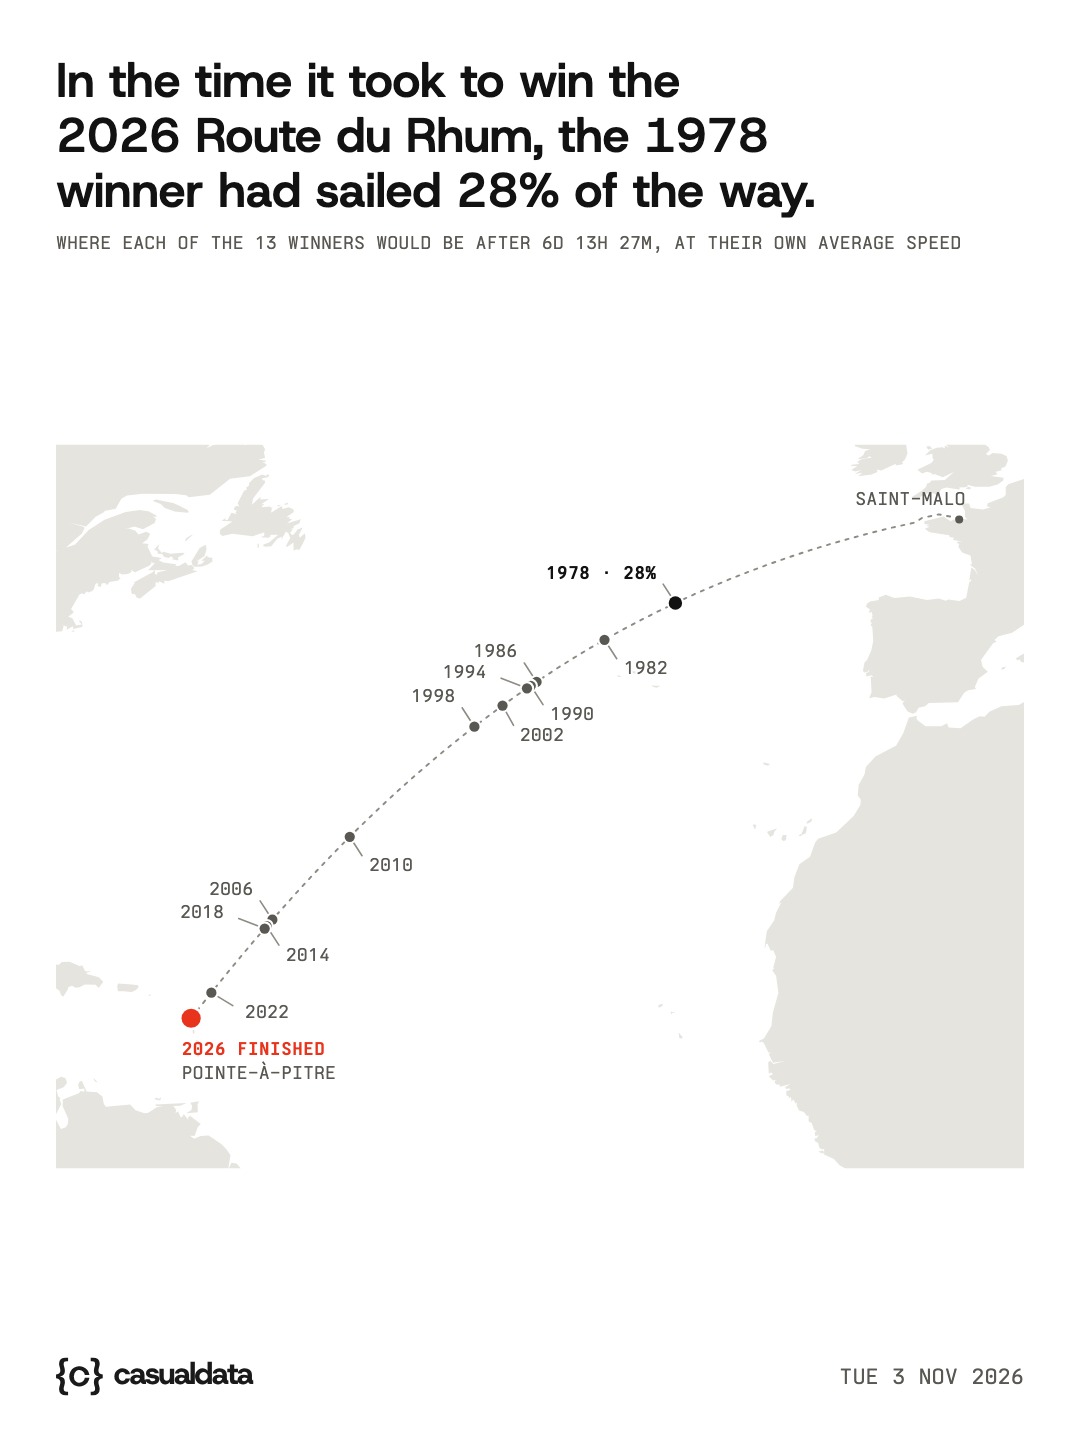 In the time it took to win the
2026 Route du Rhum, the 1978
winner had sailed 28% of the way.
WHERE EACH OF THE 13 WINNERS WOULD BE AFTER 6D 13H 27M, AT THEIR OWN AVERAGE SPEED
SAINT-MALO
1978 · 28%
1986
1982
1994
1998
1990
2002
2010
2006
2018
2014
2022
2026 FINISHED
POINTE-À-PITRE
{c} casualdata
TUE 3 NOV 2026